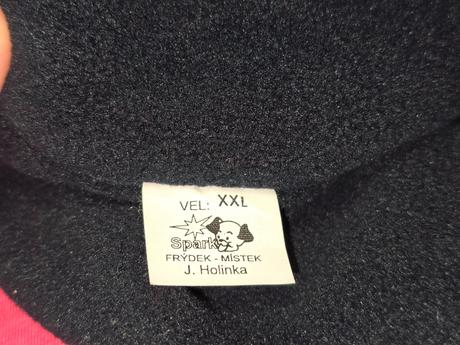 VEL: XXL
Spark
FRÝDEK - MÍSTEK
J. Holinka